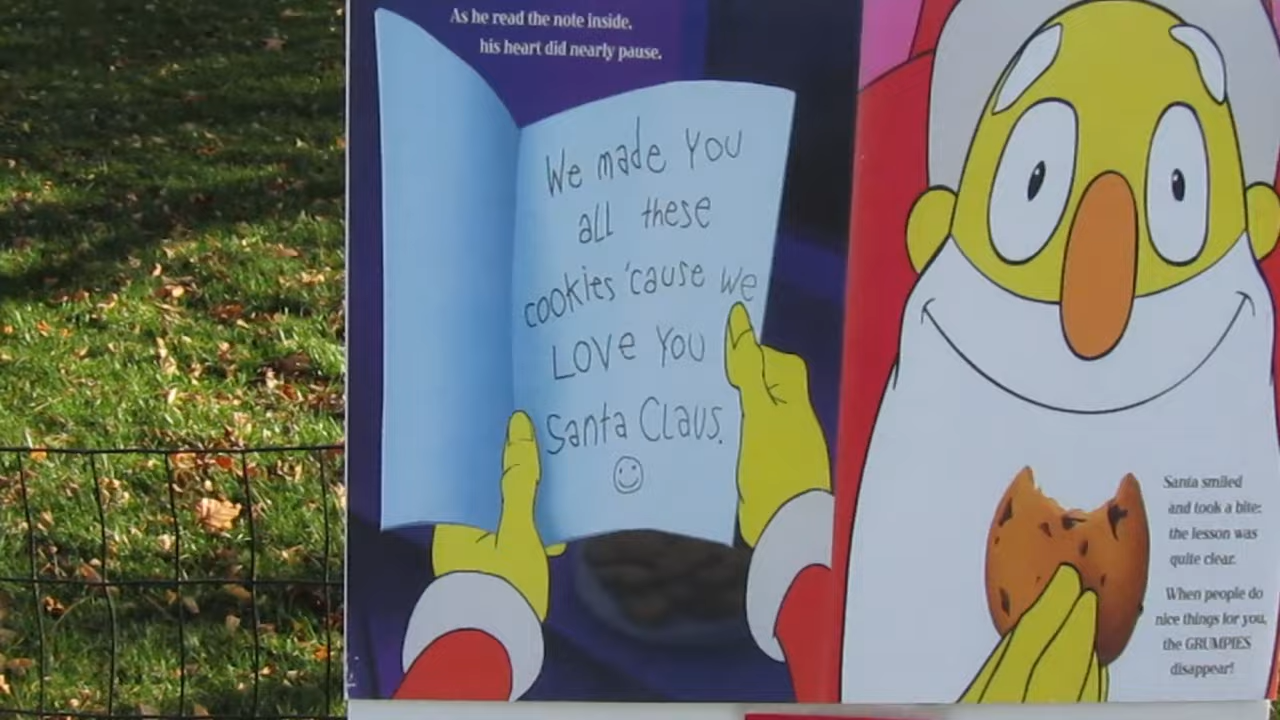 As he read the note inside,
his heart did nearly pause.
We made You
all these
cookies 'cause we
LOVe You
Santa Claus.
Santa smiled
and took a bite;
the lesson was
quite clear.
When people do
nice things for you,
the GRUMPIES
disappear!